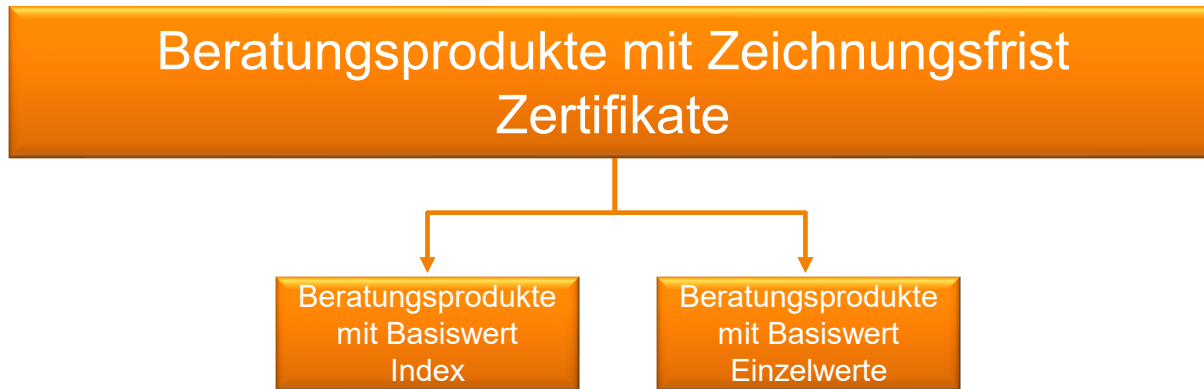 Beratungsprodukte mit Zeichnungsfrist
Zertifikate
Beratungsprodukte
mit Basiswert
Index
Beratungsprodukte
mit Basiswert
Einzelwerte